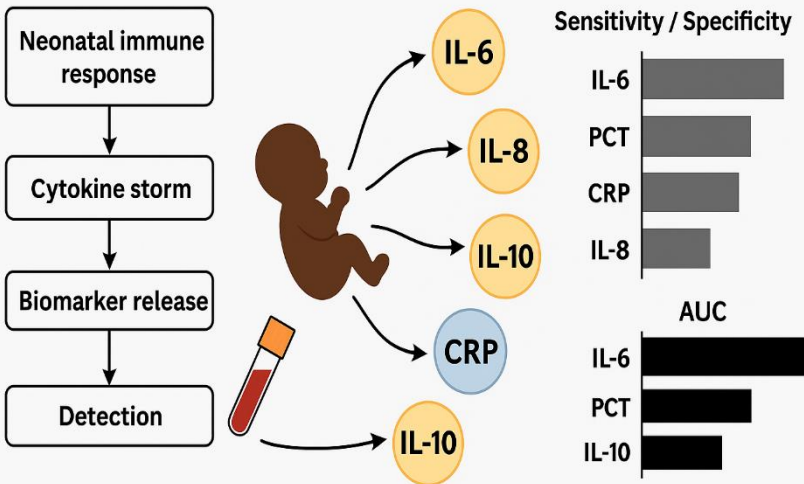 Neonatal immune
response
Cytokine storm
Biomarker release
Detection
IL-6
IL-8
IL-10
CRP
IL-10
Sensitivity / Specificity
IL-6
PCT
CRP
IL-8
AUC
IL-6
PCT
IL-10